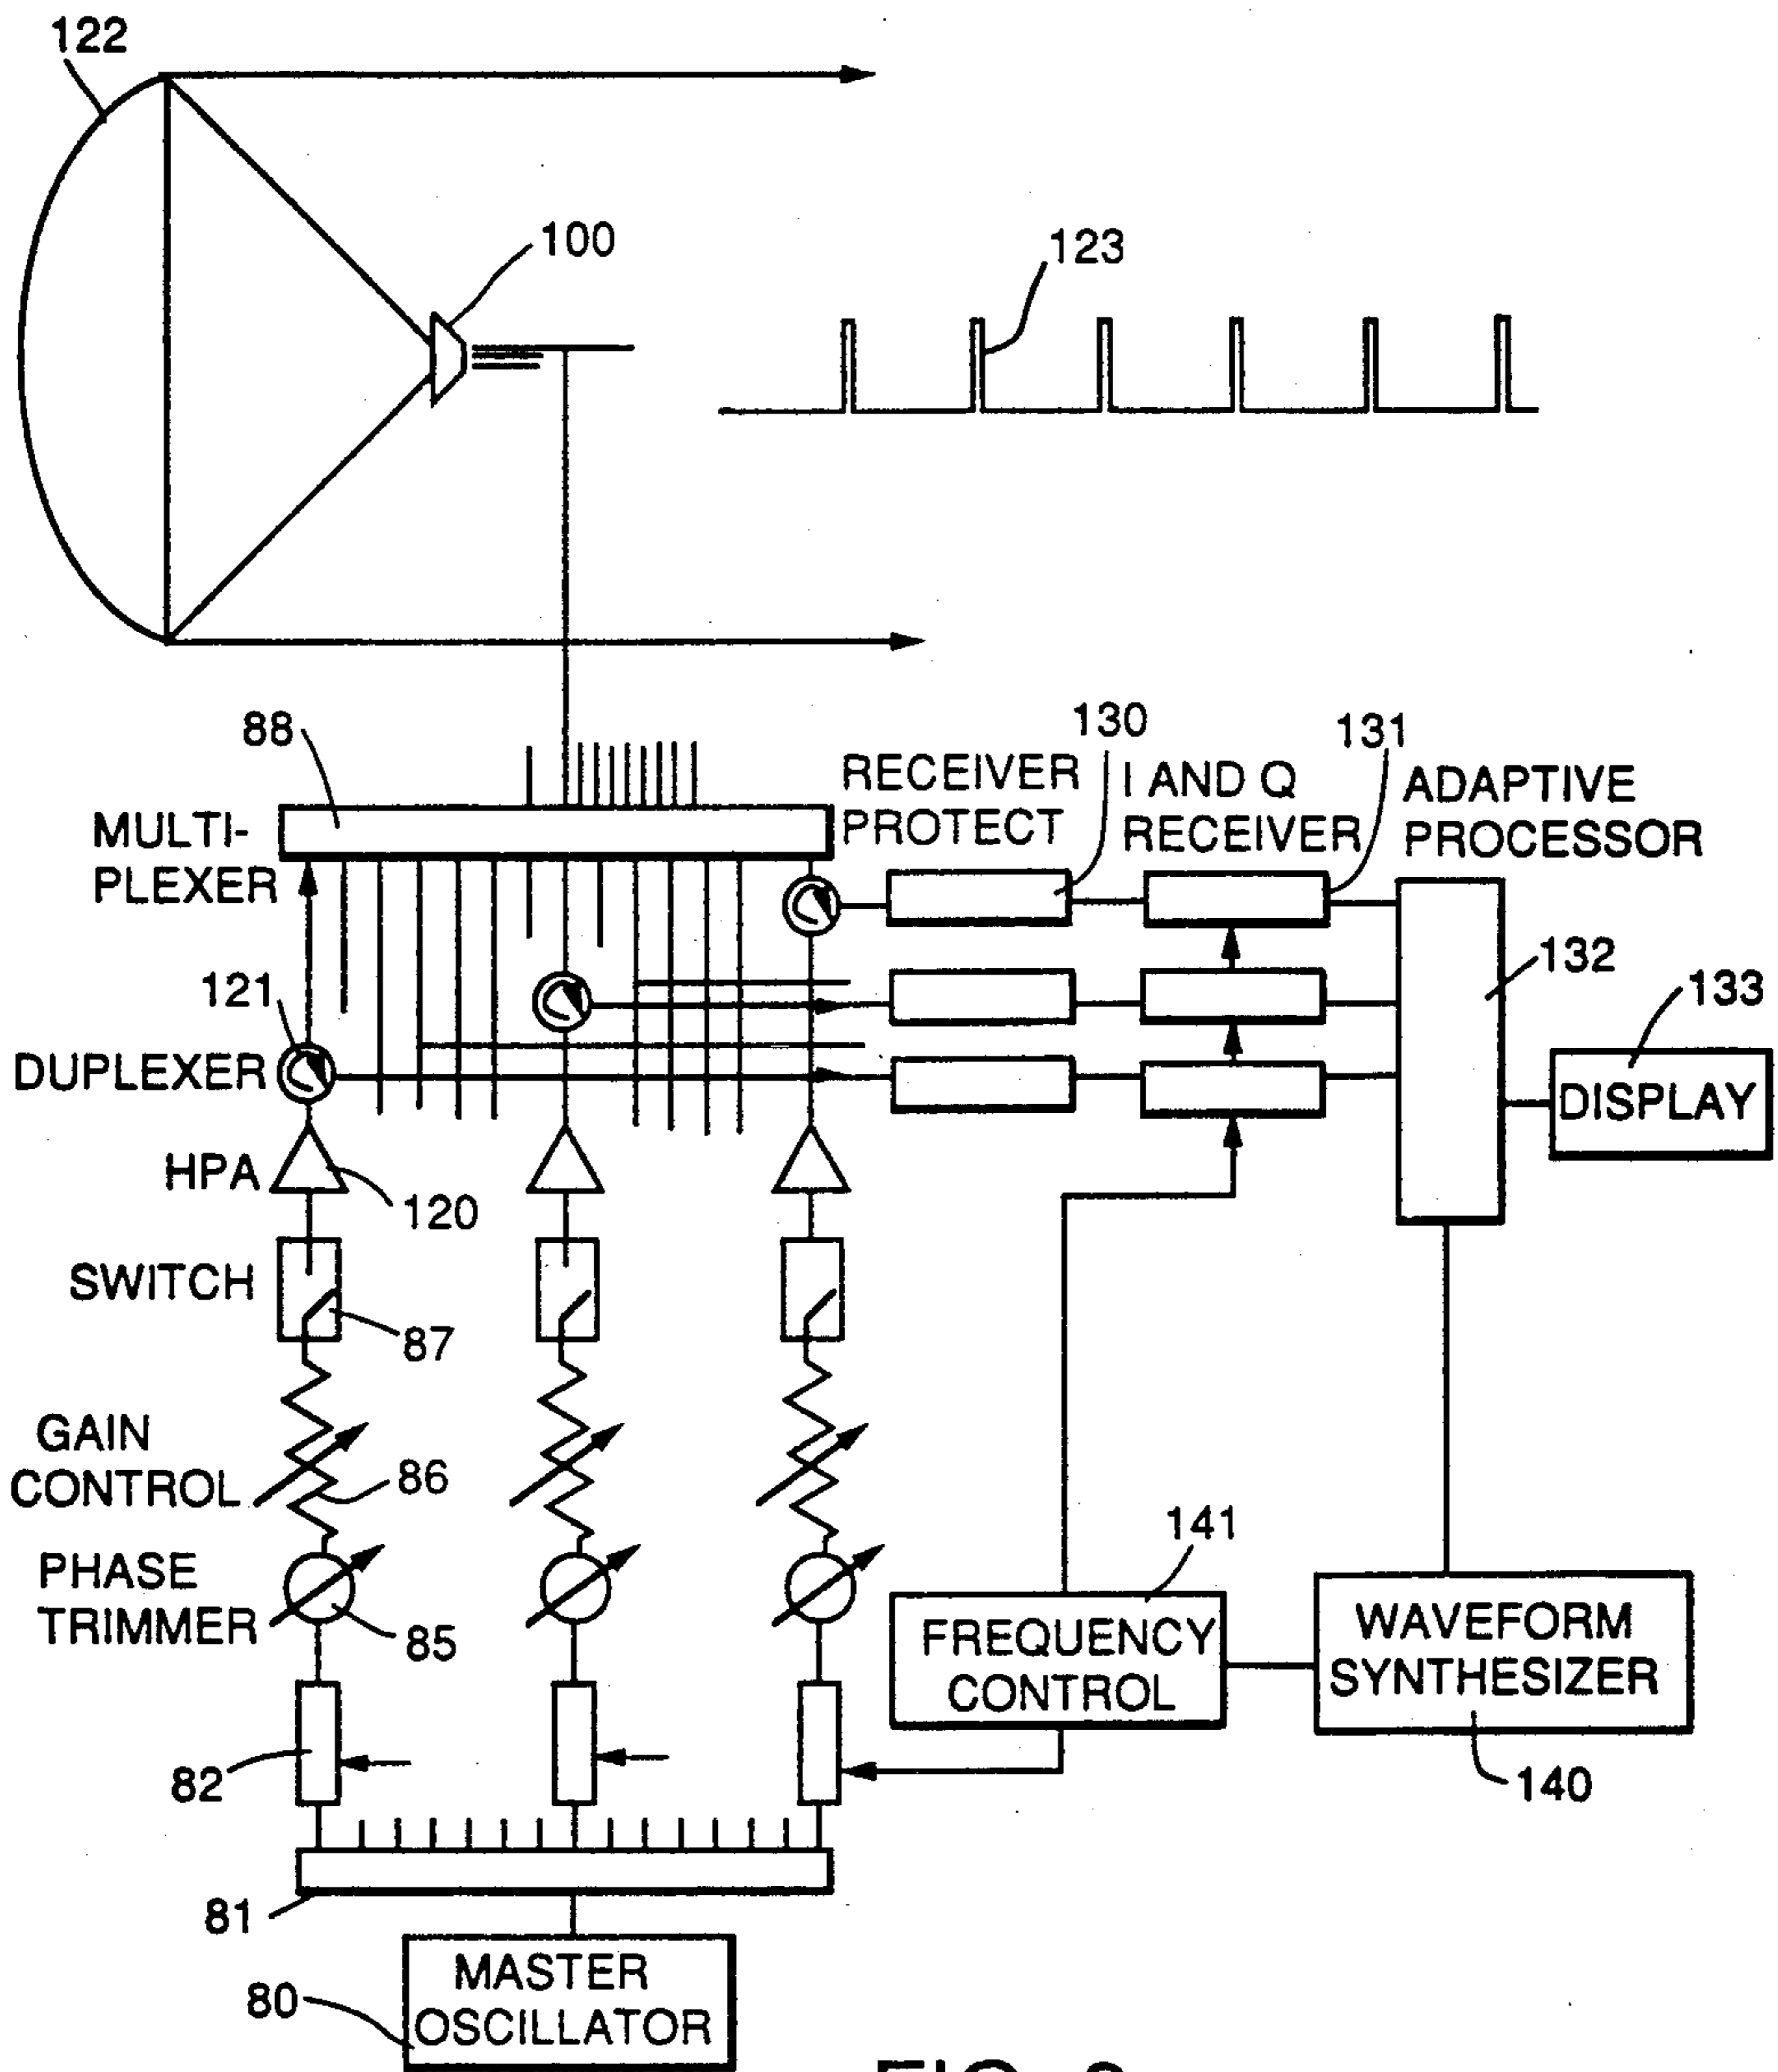 122
100
123
88
130
131
RECEIVER
PROTECT
I AND Q
RECEIVER
ADAPTIVE
PROCESSOR
MULTI-
PLEXER
132
133
121
DUPLEXER
DISPLAY
HPA
120
SWITCH
87
GAIN
CONTROL
86
141
PHASE
TRIMMER
85
FREQUENCY
CONTROL
WAVEFORM
SYNTHESIZER
82
140
81
MASTER
OSCILLATOR
80